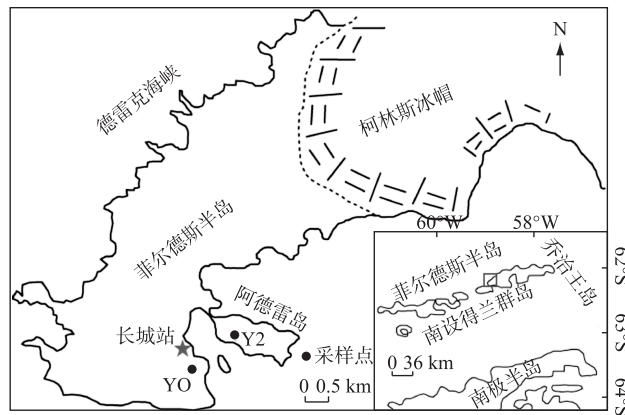 N
德雷克海峡
柯林斯冰帽
菲尔德斯半岛
阿德雷岛
长城站
Y2
YO
采样点
0 0.5 km
60°W 58°W
菲尔德斯半岛
乔治王岛
南设得兰群岛
0 36 km
南极半岛
62°S
63°S
64°S